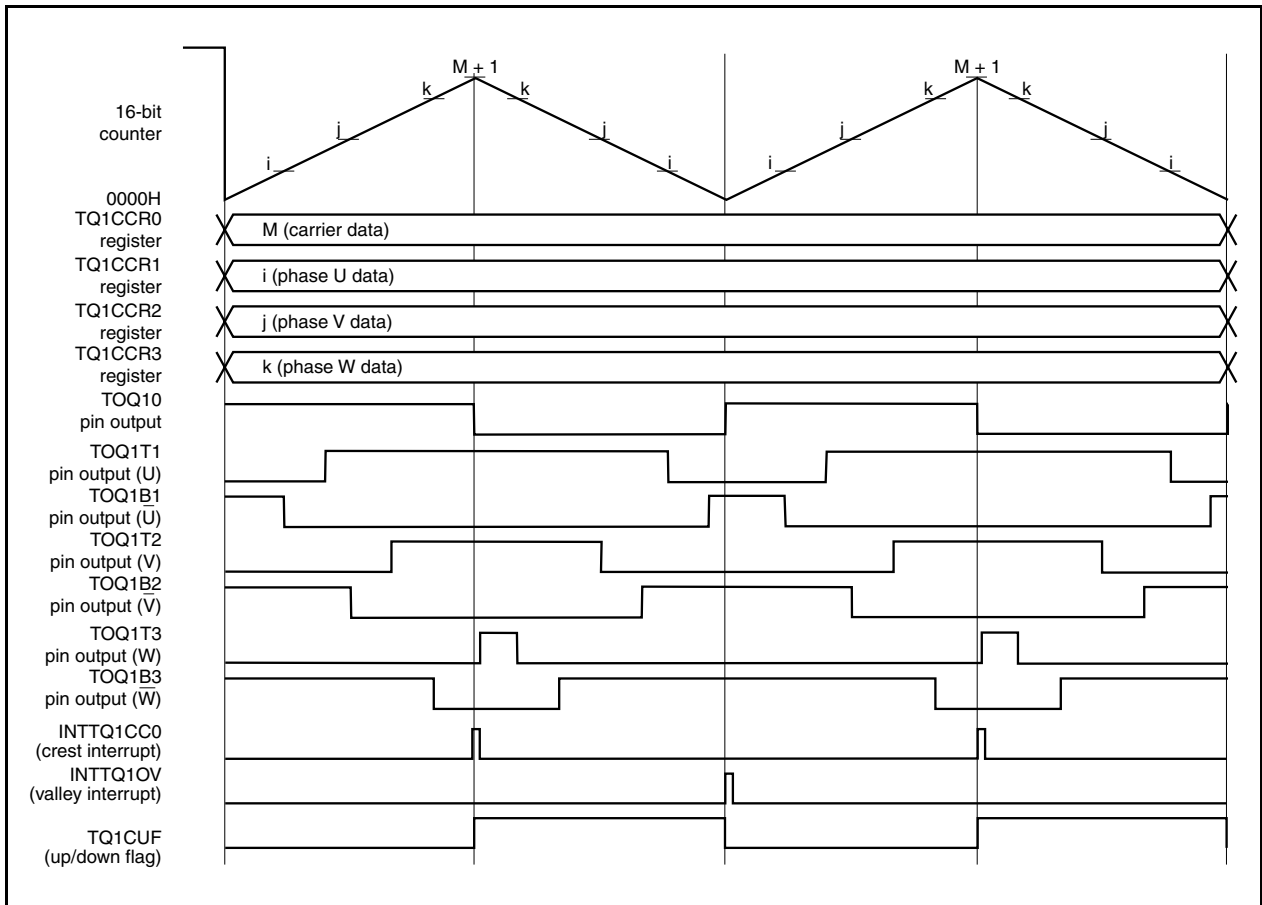 M + 1
M + 1
k
k
k
k
16-bit
counter
j
j
j
j
i
i
i
i
0000H
TQ1CCR0
register
M (carrier data)
TQ1CCR1
register
i (phase U data)
TQ1CCR2
register
j (phase V data)
TQ1CCR3
register
k (phase W data)
TOQ10
pin output
TOQ1T1
pin output (U)
TOQ1B1
pin output (U̅)
TOQ1T2
pin output (V)
TOQ1B2
pin output (V̅)
TOQ1T3
pin output (W)
TOQ1B3
pin output (W̅)
INTTQ1CC0
(crest interrupt)
INTTQ1OV
(valley interrupt)
TQ1CUF
(up/down flag)